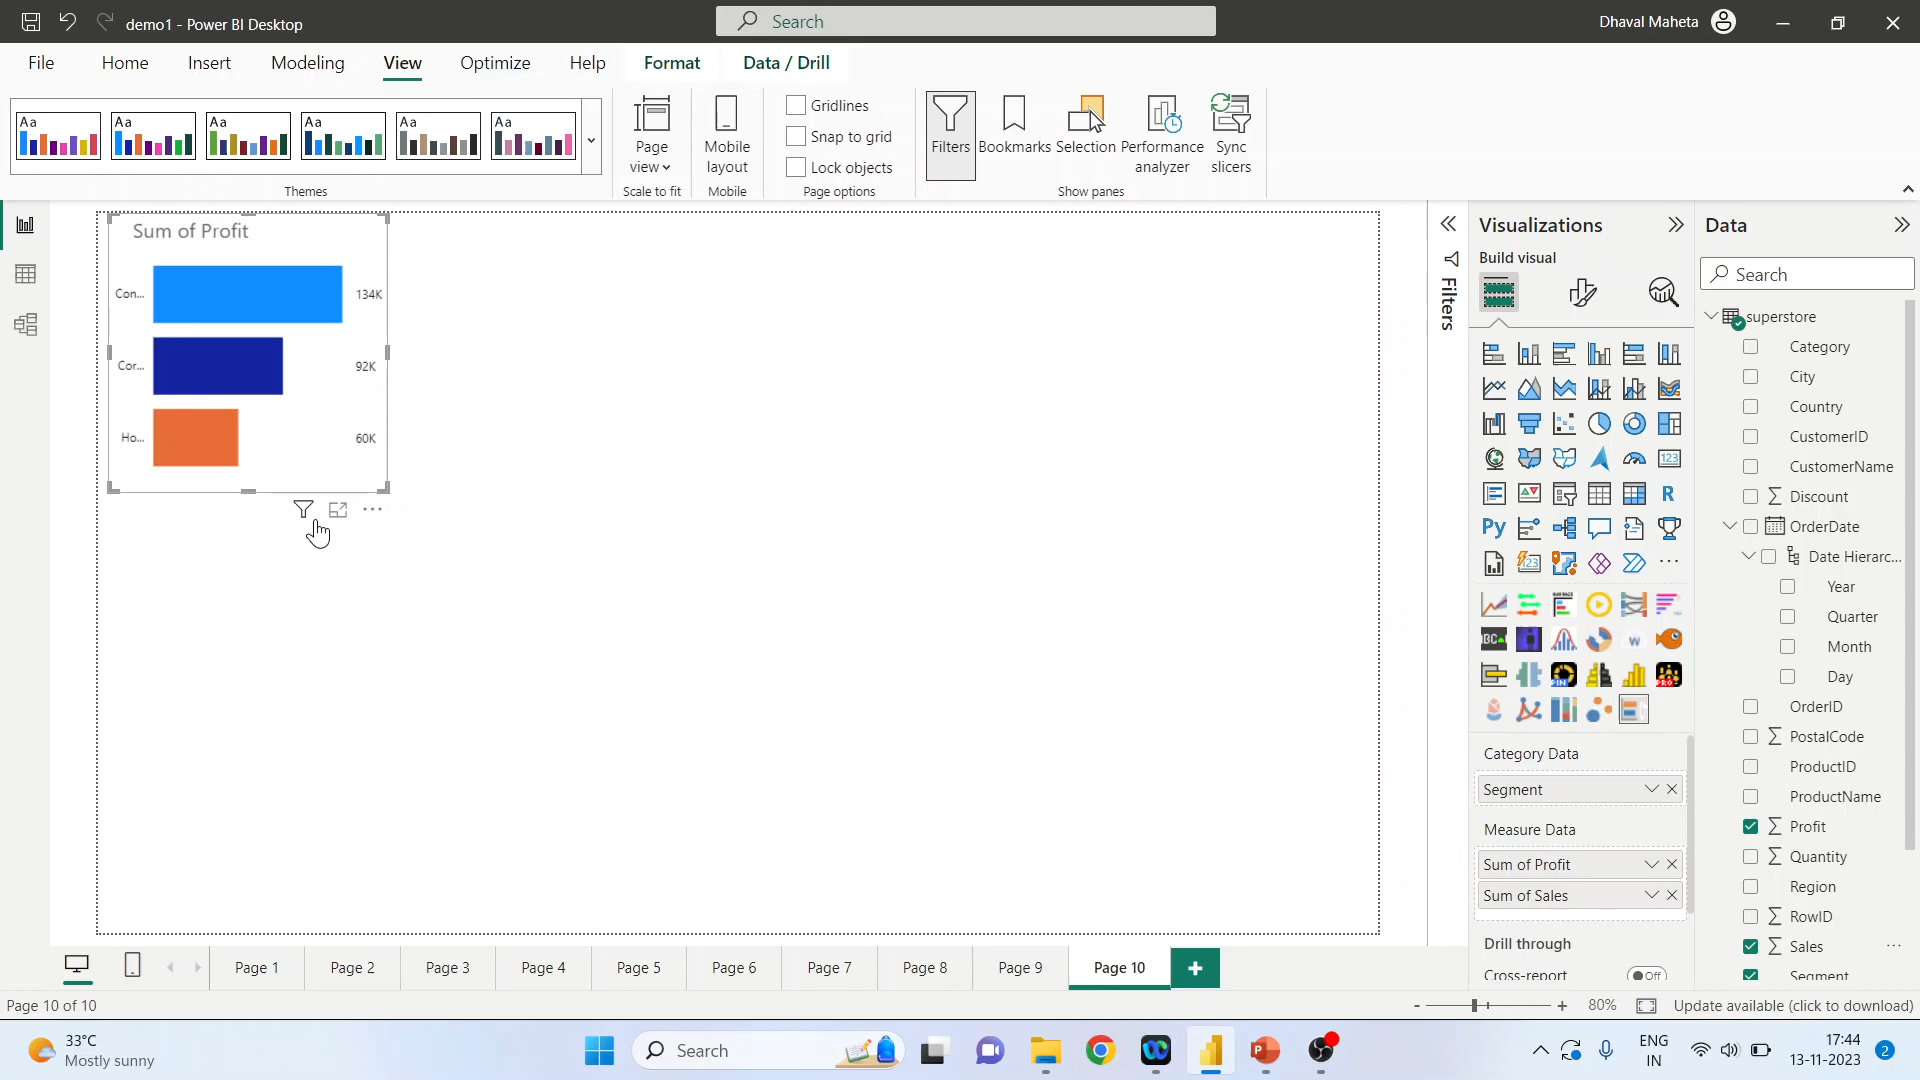 demo1 - Power BI Desktop
Search
Dhaval Maheta
File
Home
Insert
Modeling
View
Optimize
Help
Format
Data / Drill
Aa
Aa
Aa
Aa
Aa
Aa
Themes
Page view
Scale to fit
Mobile layout
Mobile
Gridlines
Snap to grid
Lock objects
Page options
Filters
Bookmarks
Selection
Performance analyzer
Sync slicers
Show panes
Sum of Profit
Con...
134K
Cor...
92K
Ho...
60K
Filters
Visualizations
Build visual
123
R
Py
123
BC
W
PRO
Category Data
Segment
Measure Data
Sum of Profit
Sum of Sales
Drill through
Cross-report
Off
Data
Search
superstore
Category
City
Country
CustomerID
CustomerName
Discount
OrderDate
Date Hierarc...
Year
Quarter
Month
Day
OrderID
PostalCode
ProductID
ProductName
Profit
Quantity
Region
RowID
Sales
Segment
Page 1
Page 2
Page 3
Page 4
Page 5
Page 6
Page 7
Page 8
Page 9
Page 10
Page 10 of 10
80%
Update available (click to download)
33°C
Mostly sunny
Search
ENG
IN
17:44
13-11-2023
2